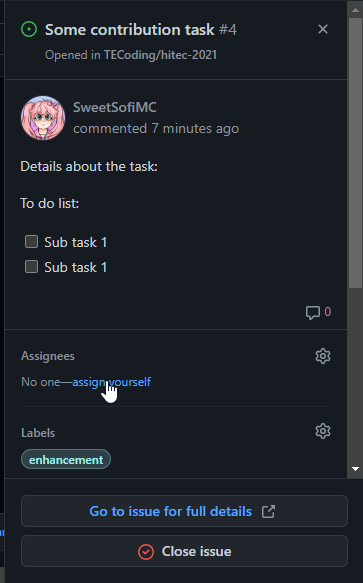 Some contribution task #4
Opened in TECoding/hitec-2021
SweetSofiMC
commented 7 minutes ago
Details about the task:
To do list:
Sub task 1
Sub task 1
0
Assignees
No one—assign yourself
Labels
enhancement
Go to issue for full details
Close issue